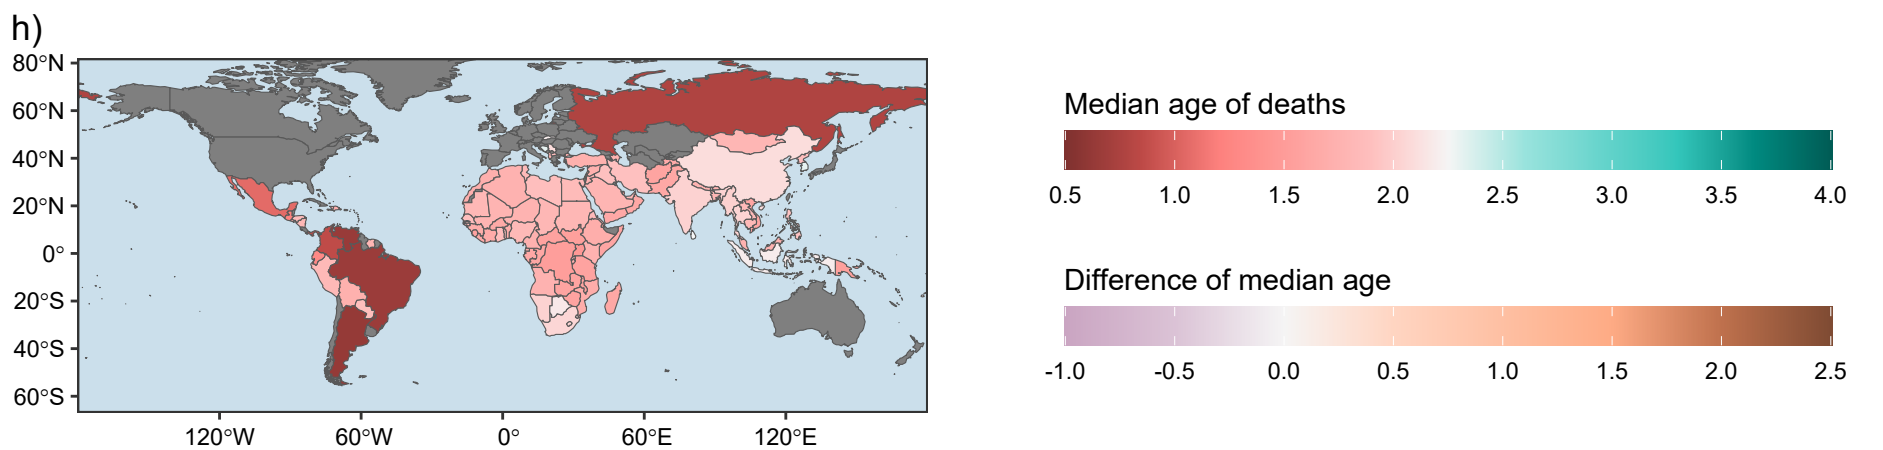 h)
80°N
60°N
40°N
20°N
0°
20°S
40°S
60°S
120°W 60°W 0° 60°E 120°E
Median age of deaths
0.5 1.0 1.5 2.0 2.5 3.0 3.5 4.0
Difference of median age
-1.0 -0.5 0.0 0.5 1.0 1.5 2.0 2.5